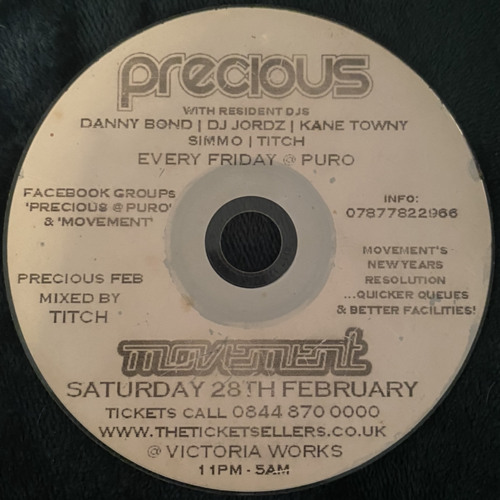 precious
WITH RESIDENT DJS
DANNY BOND | DJ JORDZ | KANE TOWNY
SIMMO | TITCH
EVERY FRIDAY @ PURO
FACEBOOK GROUPs
'PRECIOUS @ PURO'
& 'MOVEMENT'
INFO:
07877822966
PRECIOUS FEB
MIXED BY
TITCH
MOVEMENT'S
NEW YEARS
RESOLUTION
...QUICKER QUEUES
& BETTER FACILITIES!
movement
SATURDAY 28TH FEBRUARY
TICKETS CALL 0844 870 0000
WWW.THETICKETSELLERS.CO.UK
@ VICTORIA WORKS
11PM - 5AM